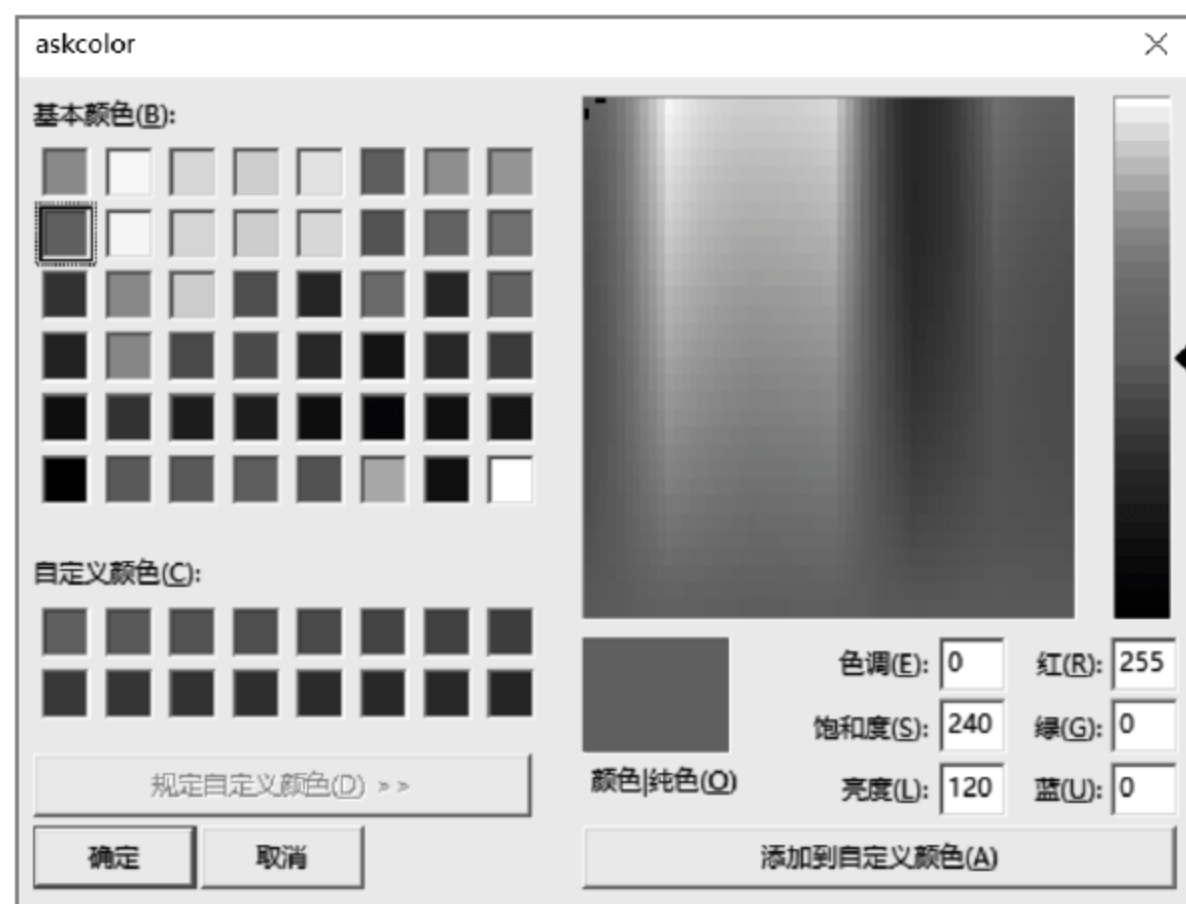 askcolor
基本颜色(B):
自定义颜色(C):
规定自定义颜色(D) >>
确定
取消
颜色|纯色(O)
色调(E): 0
红(R): 255
饱和度(S): 240
绿(G): 0
亮度(L): 120
蓝(U): 0
添加到自定义颜色(A)